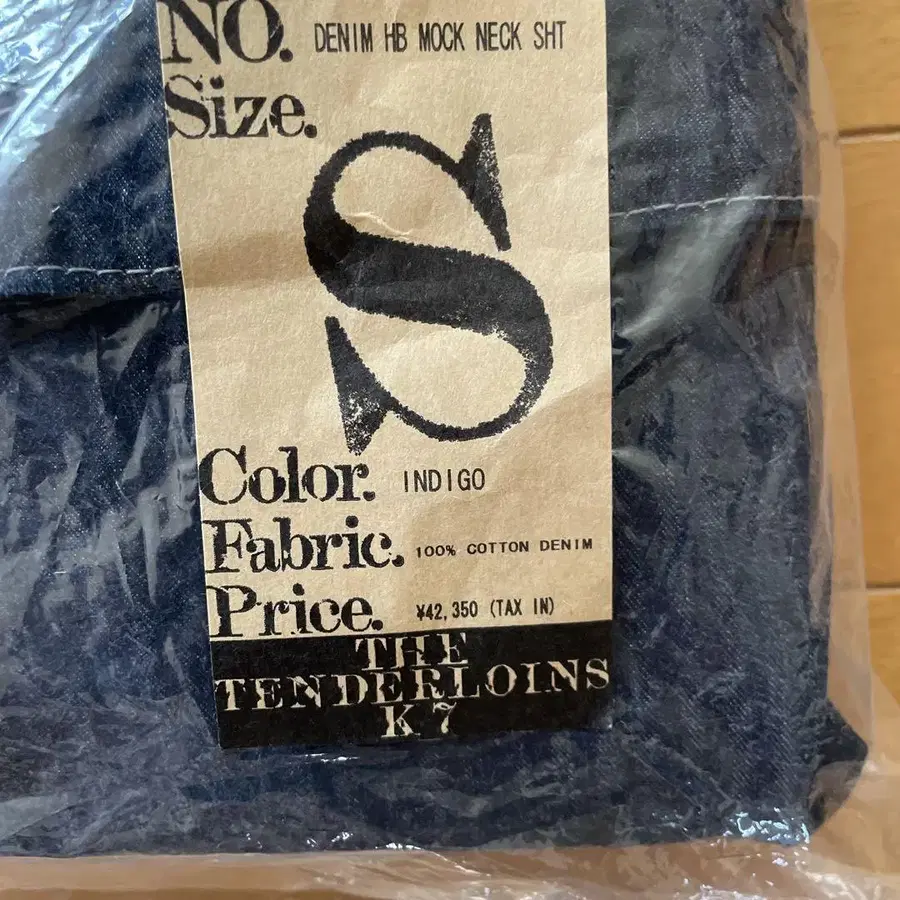 NO. DENIM HB MOCK NECK SHT
Size.
S
Color. INDIGO
Fabric. 100% COTTON DENIM
Price. ¥42,350 (TAX IN)
THE
TENDERLOINS
K7